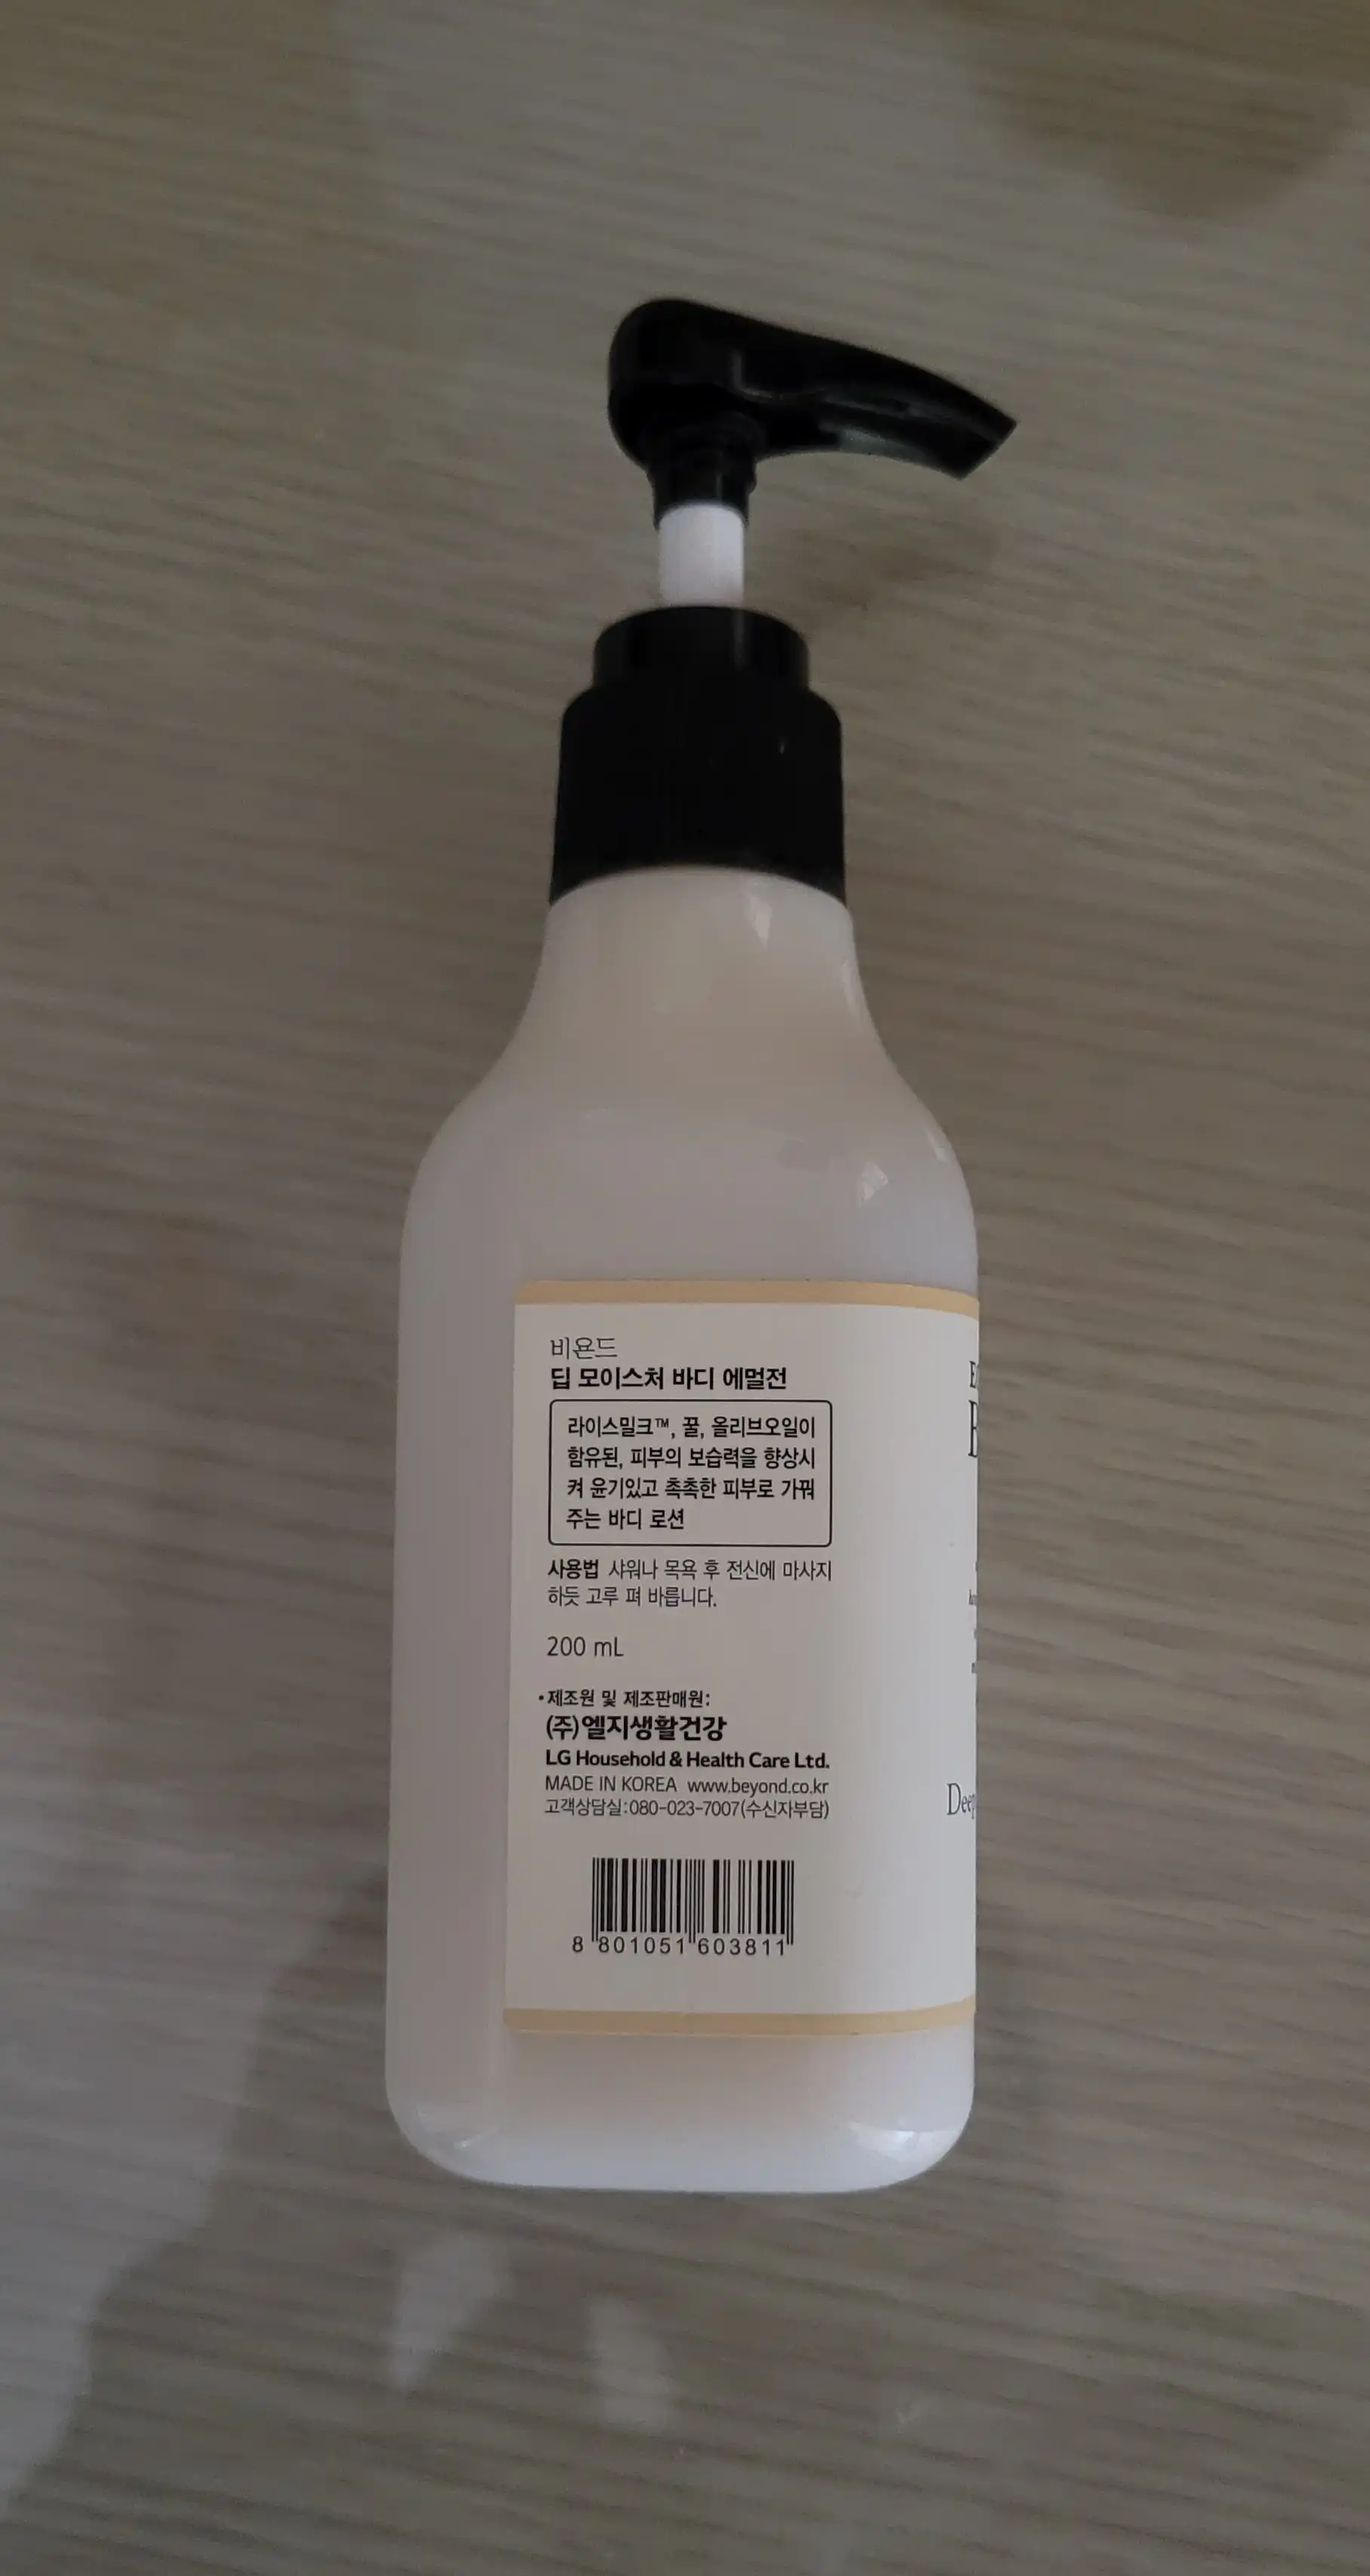 비욘드
딥 모이스처 바디 에멀전
라이스밀크™, 꿀, 올리브오일이
함유된, 피부의 보습력을 향상시
켜 윤기있고 촉촉한 피부로 가꿔
주는 바디 로션
사용법 샤워나 목욕 후 전신에 마사지
하듯 고루 펴 바릅니다.
200 mL
•제조원 및 제조판매원:
(주)엘지생활건강
LG Household & Health Care Ltd.
MADE IN KOREA www.beyond.co.kr
고객상담실:080-023-7007(수신자부담)
8 801051 603811
Deep